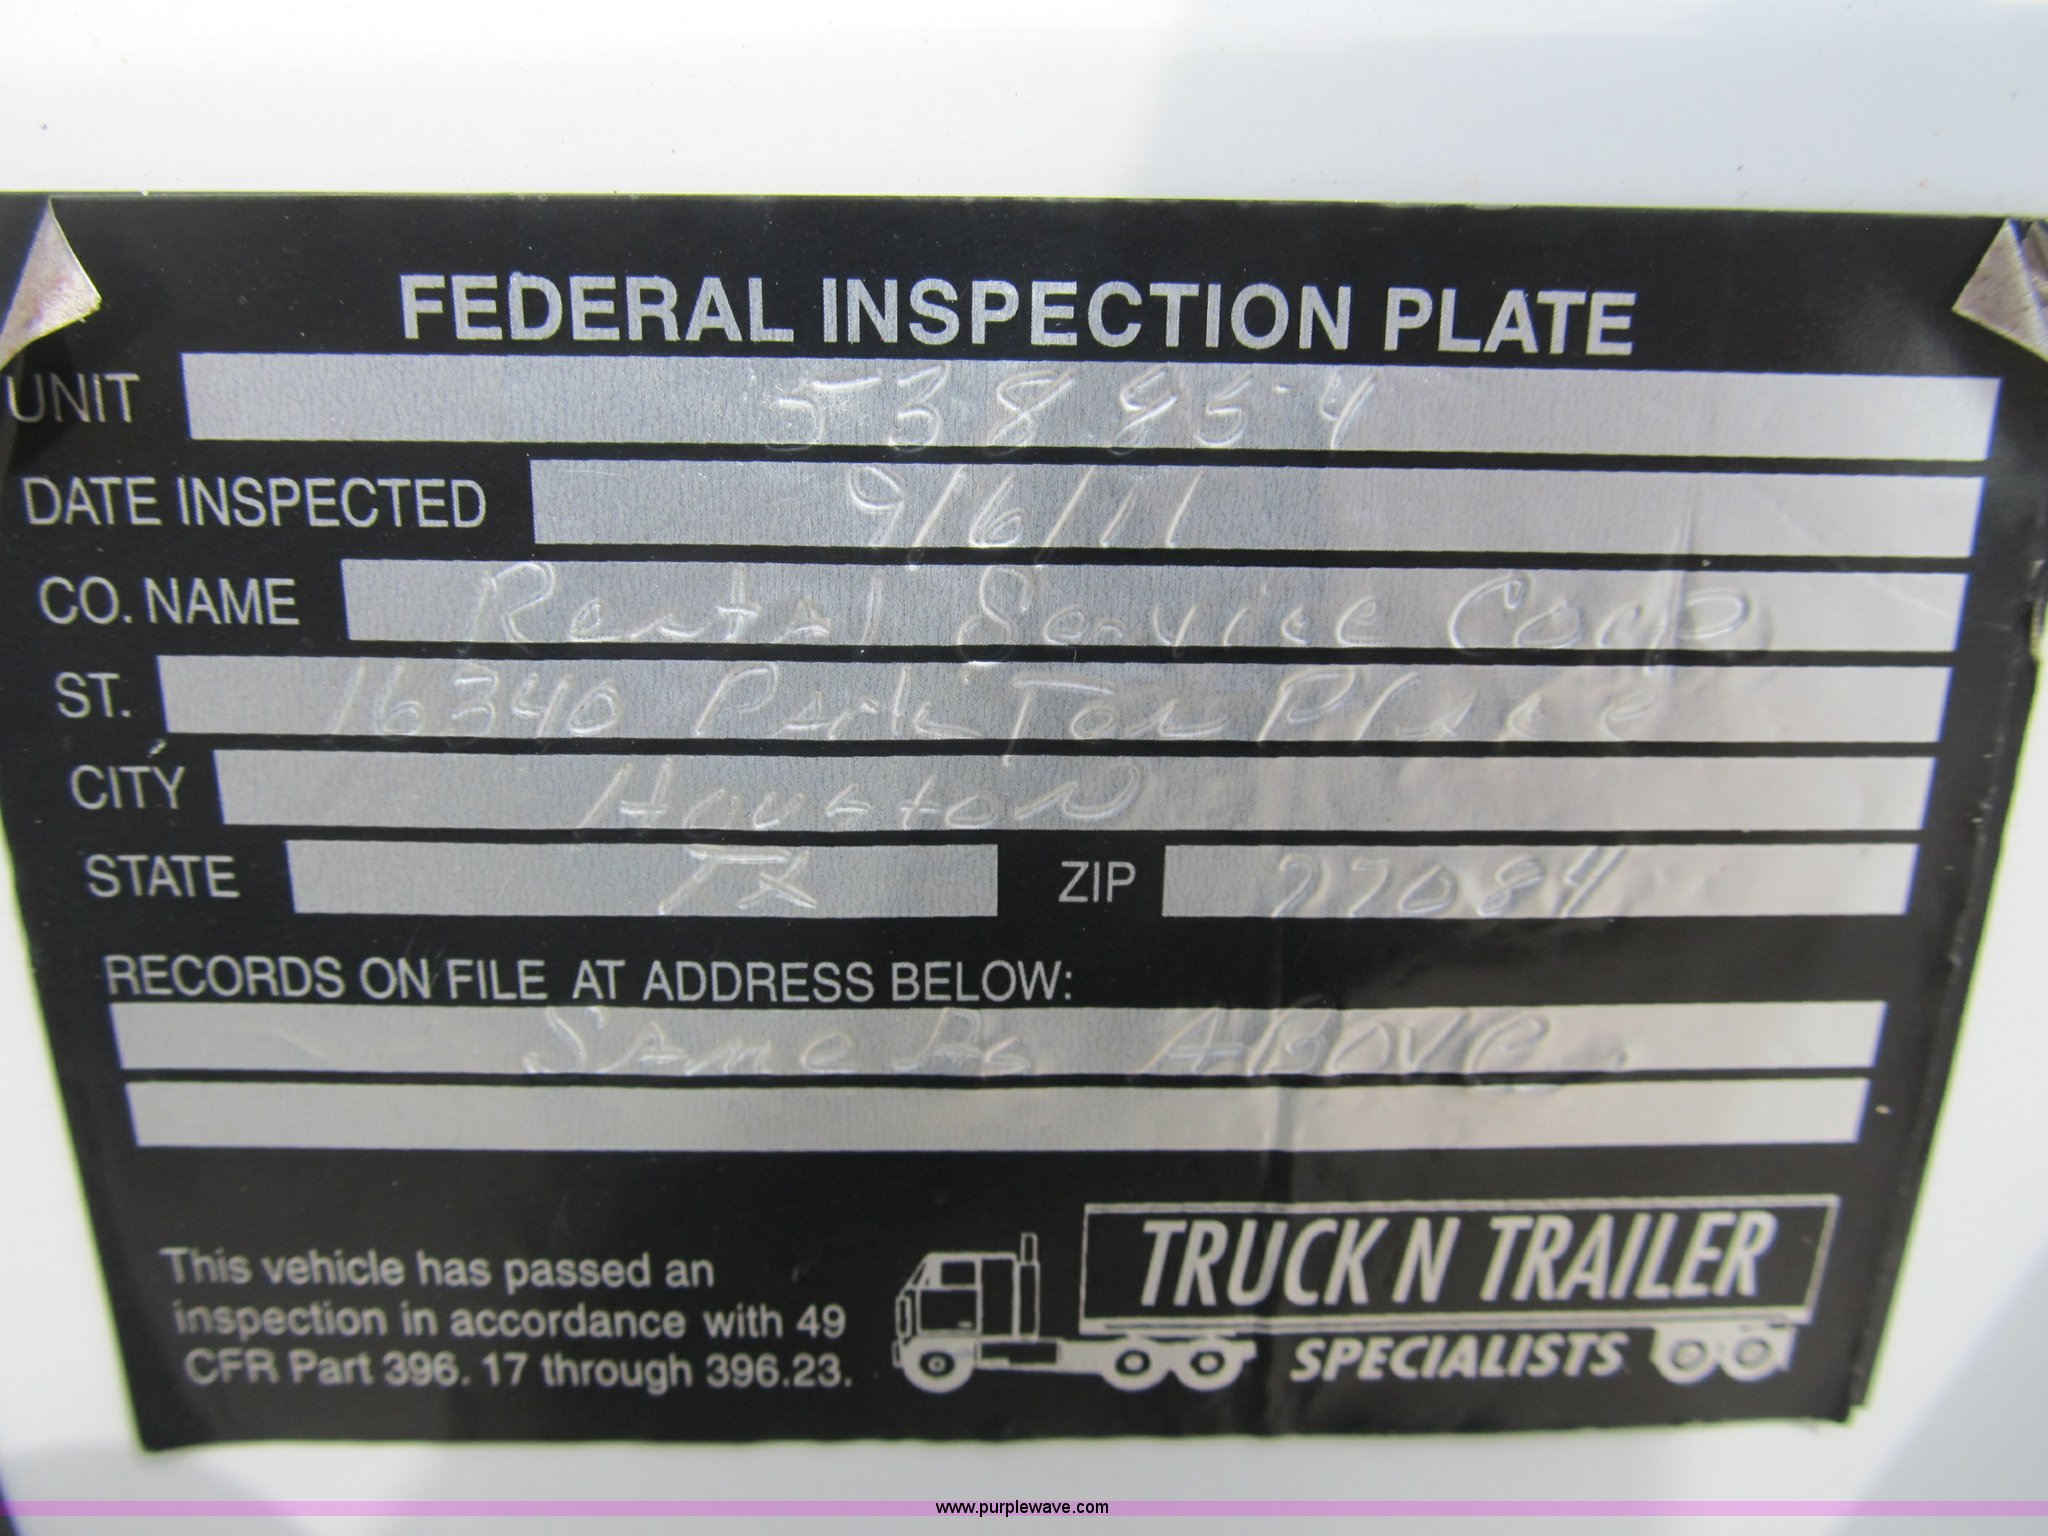 FEDERAL INSPECTION PLATE
UNIT 538854
DATE INSPECTED 9/6/11
CO. NAME Rental Service Corp
ST. 16340 Park Ten Place
CITY Houston
STATE TX ZIP 77084
RECORDS ON FILE AT ADDRESS BELOW:
Same As Above.
This vehicle has passed an
inspection in accordance with 49
CFR Part 396. 17 through 396.23.
TRUCK N TRAILER
SPECIALISTS
www.purplewave.com